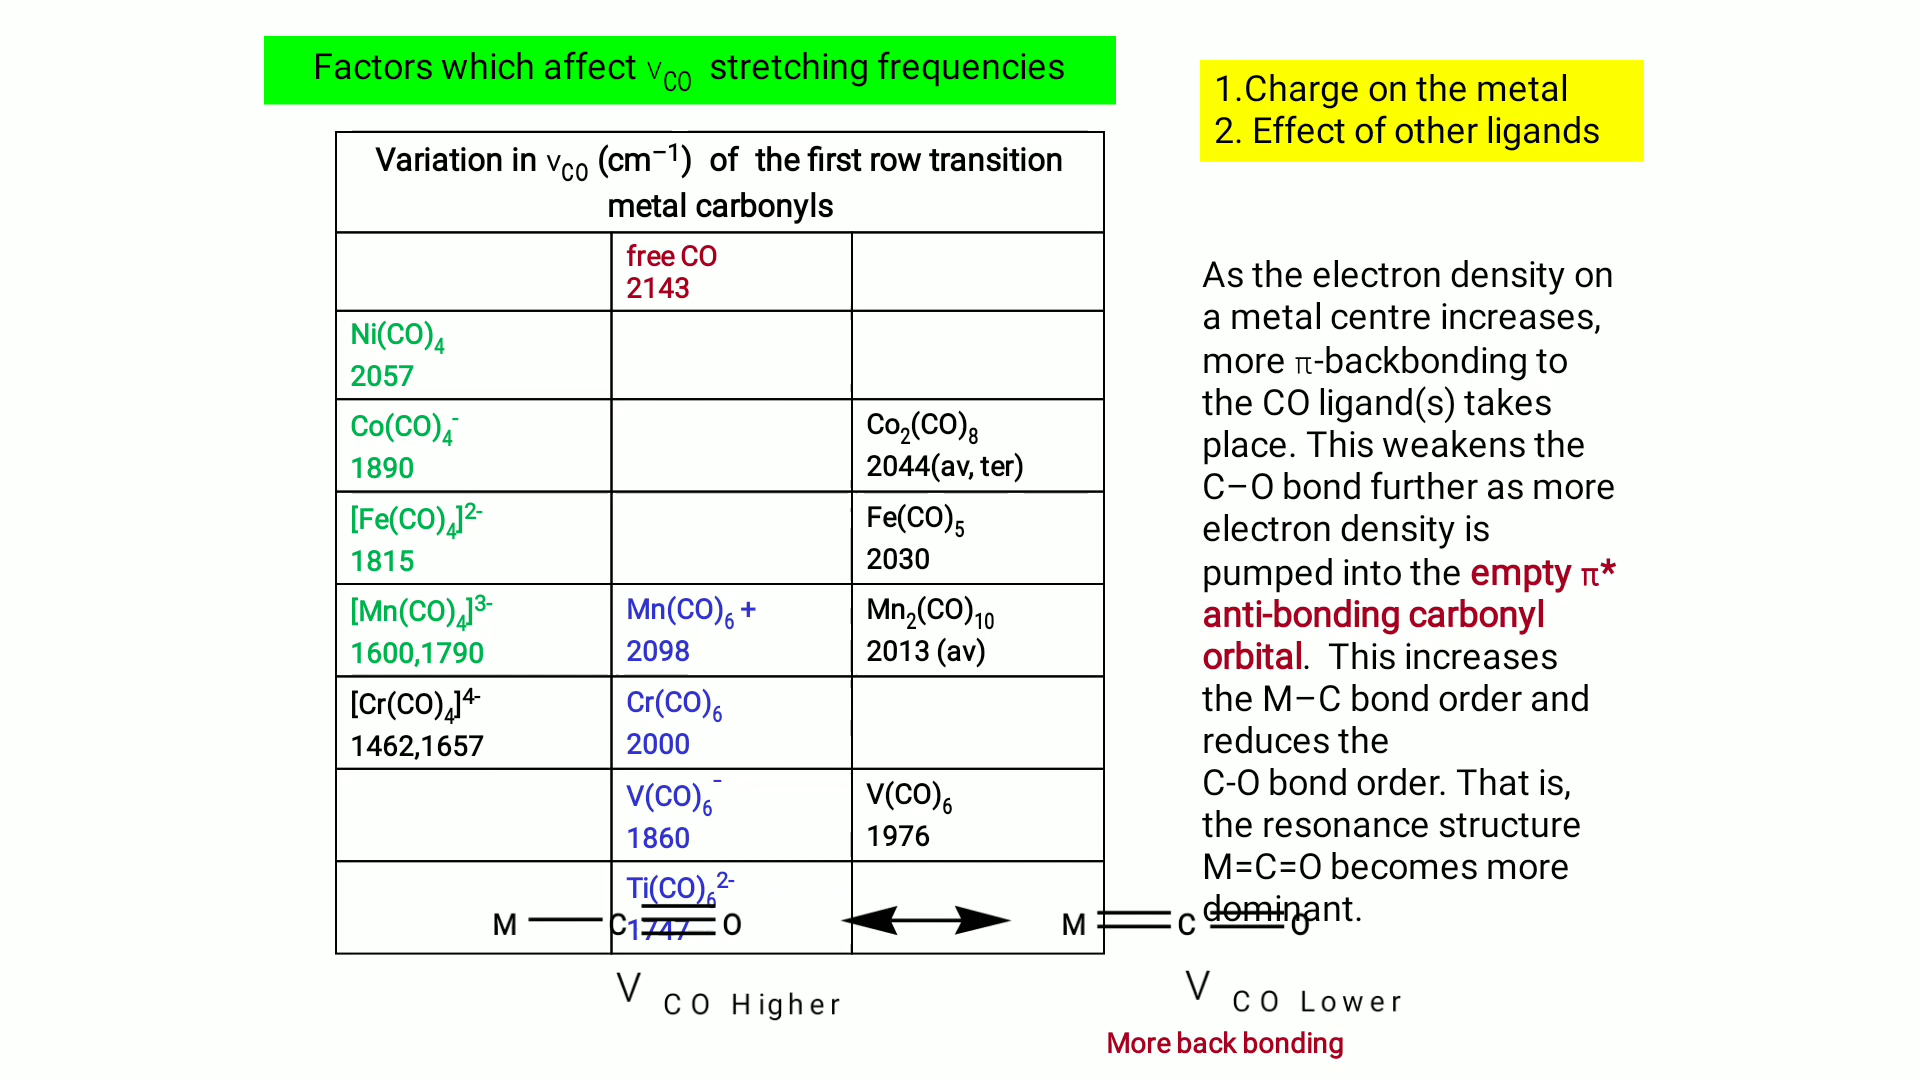 Factors which affect νCO stretching frequencies
1.Charge on the metal
2. Effect of other ligands
Variation in νCO (cm−1) of the first row transition
metal carbonyls
free CO
2143
Ni(CO)4
2057
Co(CO)4-
1890
Co2(CO)8
2044(av, ter)
[Fe(CO)4]2-
1815
Fe(CO)5
2030
[Mn(CO)4]3-
1600,1790
Mn(CO)6 +
2098
Mn2(CO)10
2013 (av)
[Cr(CO)4]4-
1462,1657
Cr(CO)6
2000
V(CO)6-
1860
V(CO)6
1976
Ti(CO)62-
1747
As the electron density on
a metal centre increases,
more π-backbonding to
the CO ligand(s) takes
place. This weakens the
C–O bond further as more
electron density is
pumped into the empty π*
anti-bonding carbonyl
orbital. This increases
the M–C bond order and
reduces the
C-O bond order. That is,
the resonance structure
M=C=O becomes more
dominant.
M C O
M C O
ν CO Higher
ν CO Lower
More back bonding